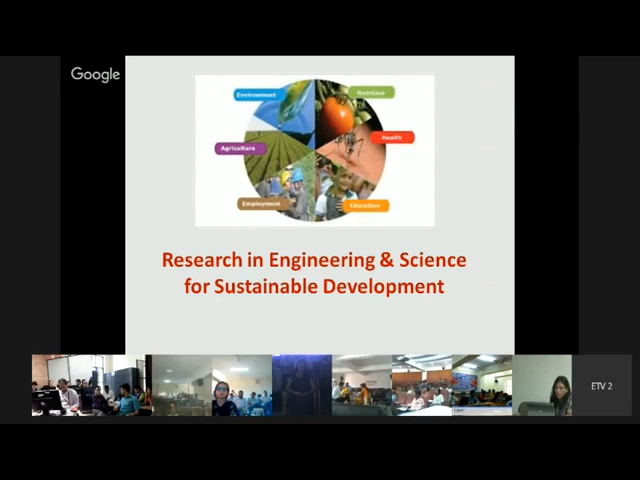 Google
Environment
Nutrition
Agriculture
Health
Employment
Education
Research in Engineering & Science
for Sustainable Development
ETV 2